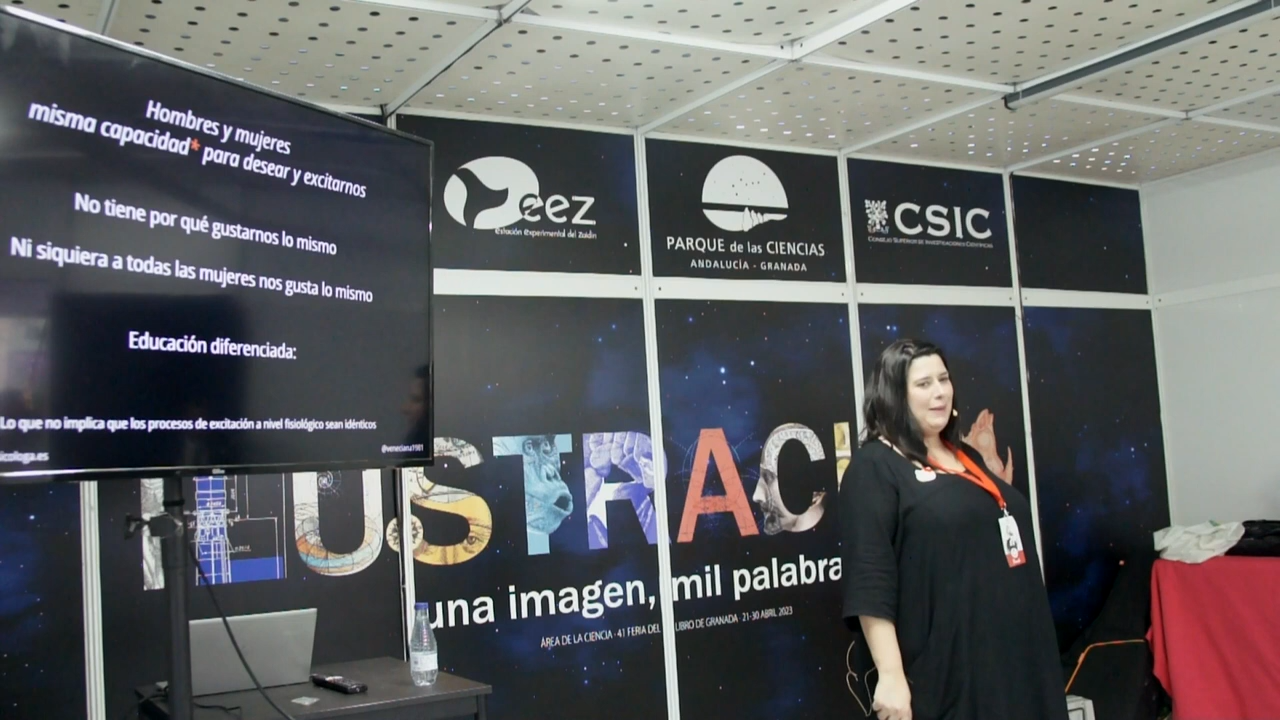 Hombres y mujeres
misma capacidad* para desear y excitarnos
No tiene por qué gustarnos lo mismo
Ni siquiera a todas las mujeres nos gusta lo mismo
Educación diferenciada:
Lo que no implica que los procesos de excitación a nivel fisiológico sean idénticos
icologa.es
@veneciana1981
eez
Estación Experimental del Zaidín
PARQUE de las CIENCIAS
ANDALUCÍA - GRANADA
CSIC
CONSEJO SUPERIOR DE INVESTIGACIONES CIENTÍFICAS
LUSTRACI
una imagen, mil palabra
ÁREA DE LA CIENCIA · 41 FERIA DEL LIBRO DE GRANADA · 21-30 ABRIL 2023